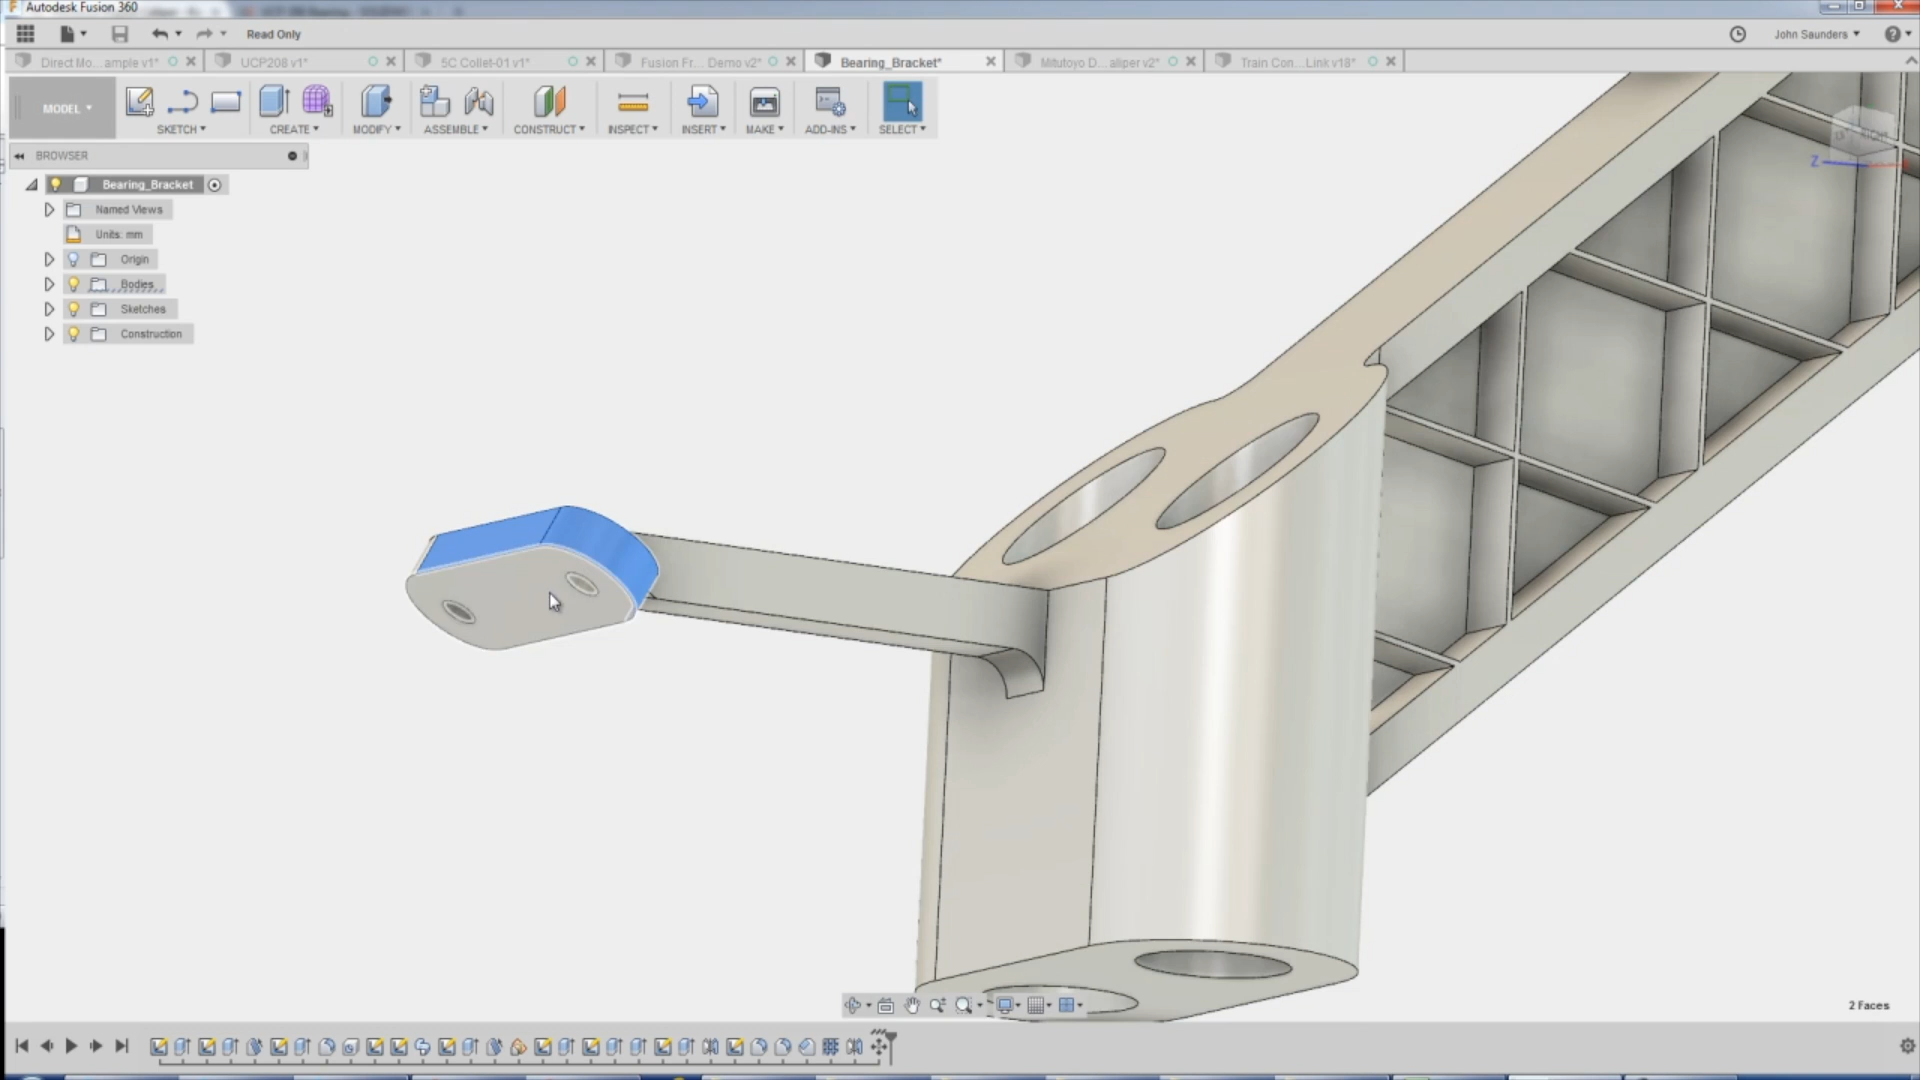 Autodesk Fusion 360
Read Only
John Saunders
Direct Mo...ample v1*
UCP208 v1*
5C Collet-01 v1*
Fusion Fr... Demo v2*
Bearing_Bracket*
Mitutoyo D...aliper v2*
Train Con...Link v18*
MODEL
SKETCH
CREATE
MODIFY
ASSEMBLE
CONSTRUCT
INSPECT
INSERT
MAKE
ADD-INS
SELECT
BROWSER
Bearing_Bracket
Named Views
Units: mm
Origin
Bodies
Sketches
Construction
RIGHT
Z
2 Faces